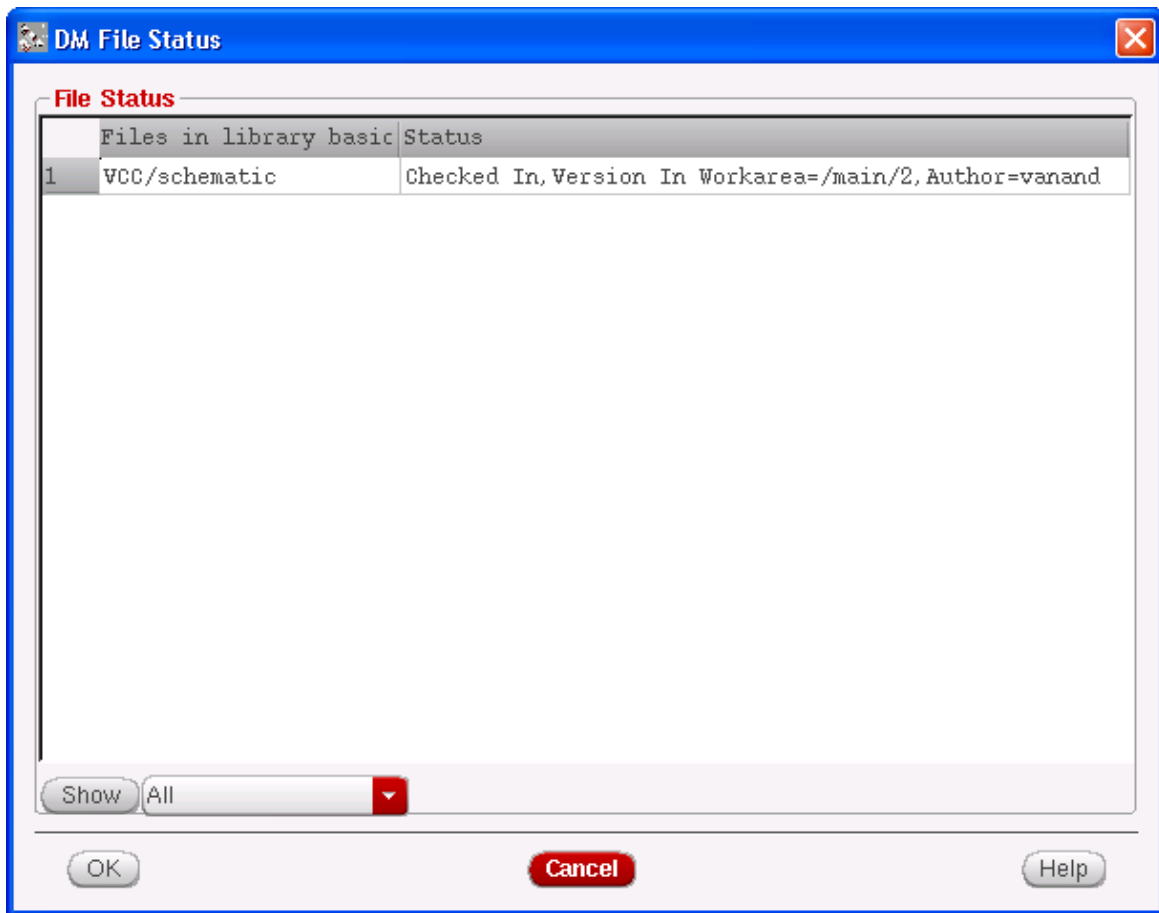 DM File Status
File Status
Files in library basic Status
1 VCC/schematic Checked In,Version In Workarea=/main/2,Author=vanand
Show All
OK Cancel Help